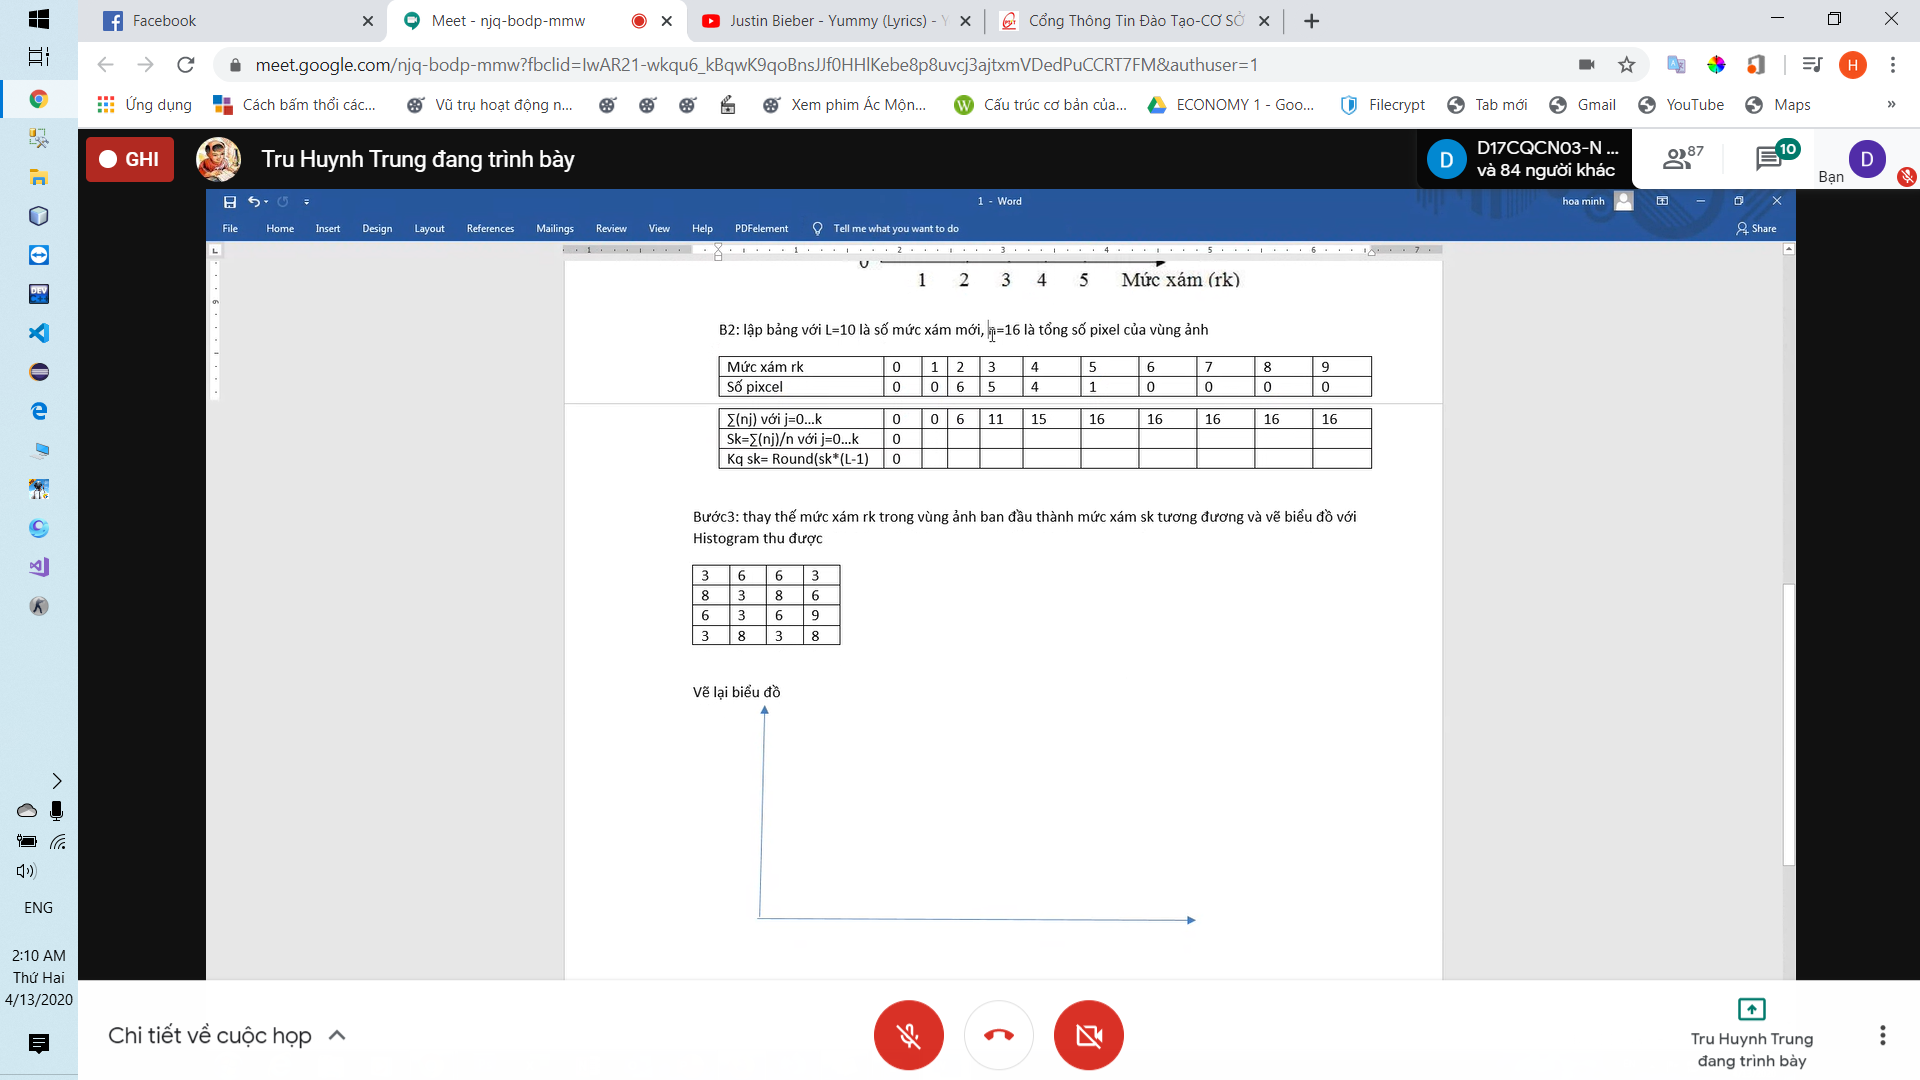 Facebook
Meet - njq-bodp-mmw
Justin Bieber - Yummy (Lyrics) -
Cổng Thông Tin Đào Tạo-CƠ SỞ
meet.google.com/njq-bodp-mmw?fbclid=IwAR21-wkqu6_kBqwK9qoBnsJJf0HHlKebe8p8uvcj3ajtxmVDedPuCCRT7FM&authuser=1
H
Ứng dụng
Cách bấm thổi các...
Vũ trụ hoạt động n...
Xem phim Ác Mộn...
Cấu trúc cơ bản của...
ECONOMY 1 - Goo...
Filecrypt
Tab mới
Gmail
YouTube
Maps
»
GHI
Tru Huynh Trung đang trình bày
D
D17CQCN03-N ...
và 84 người khác
87
10
Bạn
D
1 - Word
hoa minh
File Home Insert Design Layout References Mailings Review View Help PDFelement Tell me what you want to do Share
0
1 2 3 4 5 Mức xám (rk)
B2: lập bảng với L=10 là số mức xám mới, n=16 là tổng số pixel của vùng ảnh
Mức xám rk 0 1 2 3 4 5 6 7 8 9
Số pixcel 0 0 6 5 4 1 0 0 0 0
∑(nj) với j=0...k 0 0 6 11 15 16 16 16 16 16
Sk=∑(nj)/n với j=0...k 0
Kq sk= Round(sk*(L-1) 0
Bước3: thay thế mức xám rk trong vùng ảnh ban đầu thành mức xám sk tương đương và vẽ biểu đồ với
Histogram thu được
3 6 6 3
8 3 8 6
6 3 6 9
3 8 3 8
Vẽ lại biểu đồ
ENG
2:10 AM
Thứ Hai
4/13/2020
Chi tiết về cuộc họp
Tru Huynh Trung
đang trình bày